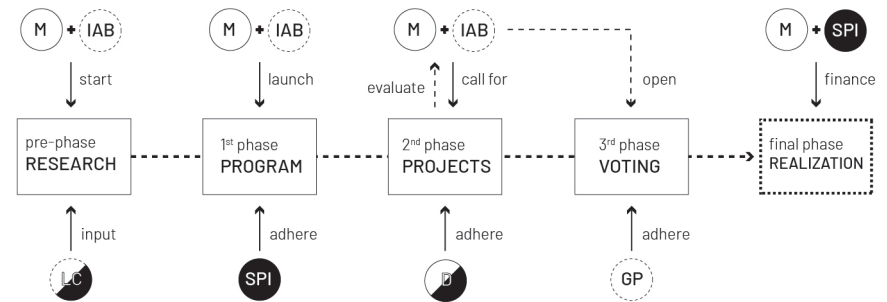 M + IAB
M + IAB
M + IAB
M + SPI
start
launch
evaluate
call for
open
finance
pre-phase
RESEARCH
1st phase
PROGRAM
2nd phase
PROJECTS
3rd phase
VOTING
final phase
REALIZATION
input
adhere
adhere
adhere
LC
SPI
D
GP